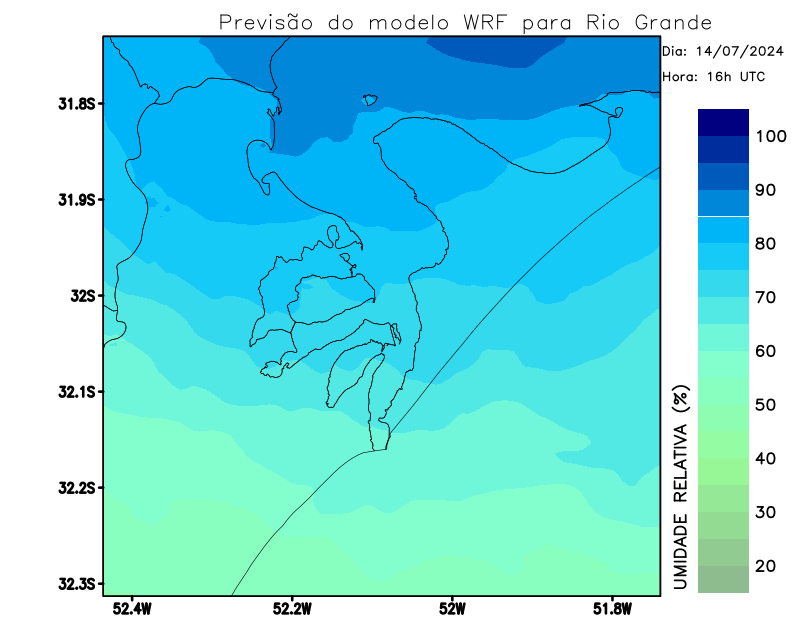 Previsão do modelo WRF para Rio Grande
Dia: 14/07/2024
Hora: 16h UTC
31.8S
31.9S
32S
32.1S
32.2S
32.3S
52.4W
52.2W
52W
51.8W
100
90
80
70
60
50
40
30
20
UMIDADE RELATIVA (%)